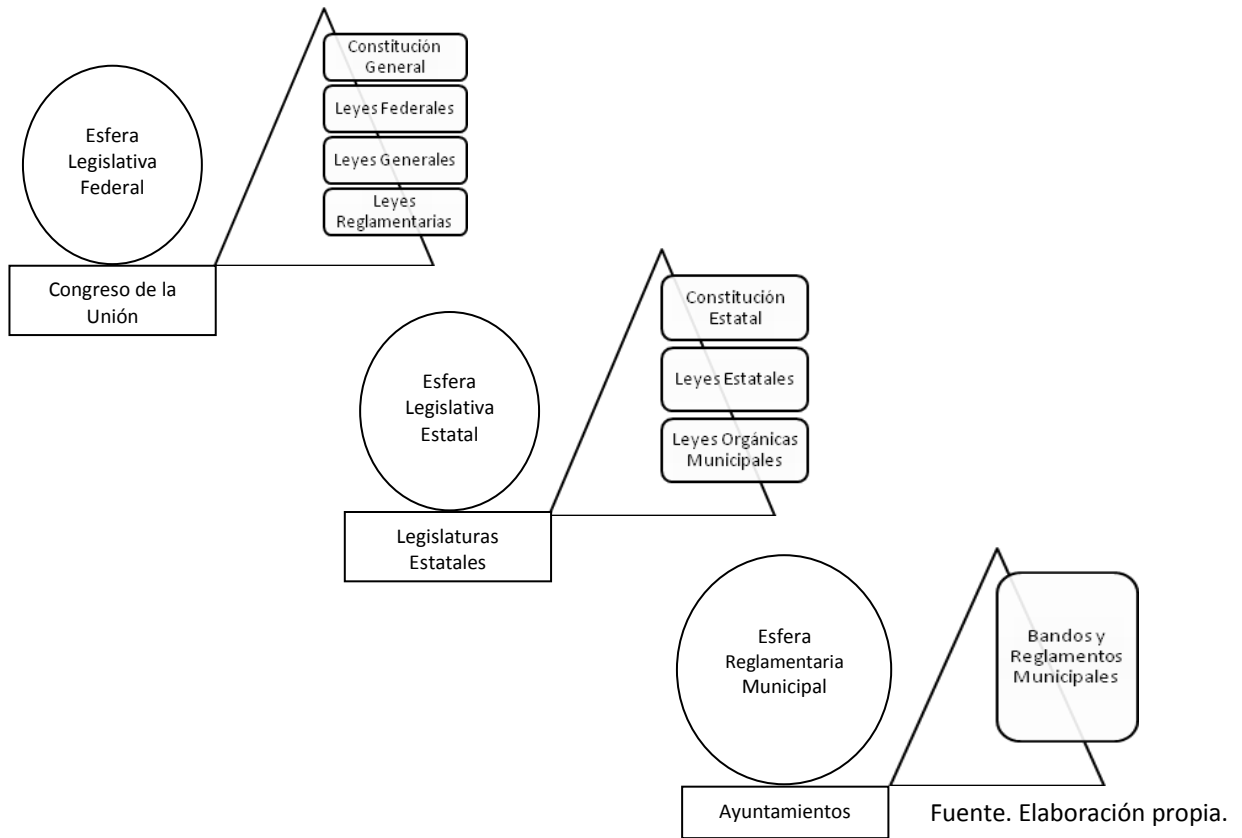 Constitución
General
Leyes Federales
Leyes Generales
Leyes
Reglamentarias
Esfera
Legislativa
Federal
Congreso de la
Unión
Constitución
Estatal
Leyes Estatales
Leyes Orgánicas
Municipales
Esfera
Legislativa
Estatal
Legislaturas
Estatales
Bandos y
Reglamentos
Municipales
Esfera
Reglamentaria
Municipal
Ayuntamientos
Fuente. Elaboración propia.